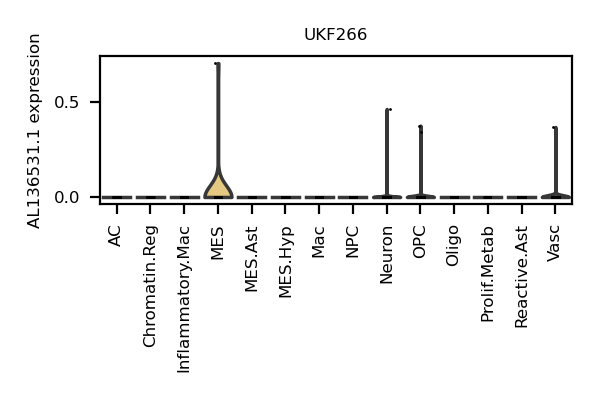 UKF266
AL136531.1 expression
0.5
0.0
AC
Chromatin.Reg
Inflammatory.Mac
MES
MES.Ast
MES.Hyp
Mac
NPC
Neuron
OPC
Oligo
Prolif.Metab
Reactive.Ast
Vasc